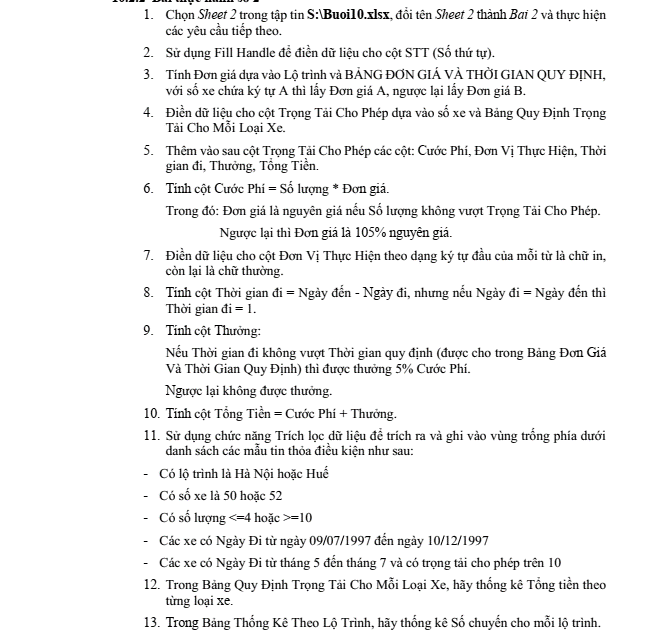 1. Chọn Sheet 2 trong tập tin S:\Buoi10.xlsx, đổi tên Sheet 2 thành Bai 2 và thực hiện
các yêu cầu tiếp theo.
2. Sử dụng Fill Handle để điền dữ liệu cho cột STT (Số thứ tự).
3. Tính Đơn giá dựa vào Lộ trình và BẢNG ĐƠN GIÁ VÀ THỜI GIAN QUY ĐỊNH,
với số xe chứa ký tự A thì lấy Đơn giá A, ngược lại lấy Đơn giá B.
4. Điền dữ liệu cho cột Trọng Tải Cho Phép dựa vào số xe và Bảng Quy Định Trọng
Tải Cho Mỗi Loại Xe.
5. Thêm vào sau cột Trọng Tải Cho Phép các cột: Cước Phí, Đơn Vị Thực Hiện, Thời
gian đi, Thưởng, Tổng Tiền.
6. Tính cột Cước Phí = Số lượng * Đơn giá.
Trong đó: Đơn giá là nguyên giá nếu Số lượng không vượt Trọng Tải Cho Phép.
Ngược lại thì Đơn giá là 105% nguyên giá.
7. Điền dữ liệu cho cột Đơn Vị Thực Hiện theo dạng ký tự đầu của mỗi từ là chữ in,
còn lại là chữ thường.
8. Tính cột Thời gian đi = Ngày đến - Ngày đi, nhưng nếu Ngày đi = Ngày đến thì
Thời gian đi = 1.
9. Tính cột Thưởng:
Nếu Thời gian đi không vượt Thời gian quy định (được cho trong Bảng Đơn Giá
Và Thời Gian Quy Định) thì được thưởng 5% Cước Phí.
Ngược lại không được thưởng.
10. Tính cột Tổng Tiền = Cước Phí + Thưởng.
11. Sử dụng chức năng Trích lọc dữ liệu để trích ra và ghi vào vùng trống phía dưới
danh sách các mẫu tin thỏa điều kiện như sau:
- Có lộ trình là Hà Nội hoặc Huế
- Có số xe là 50 hoặc 52
- Có số lượng <=4 hoặc >=10
- Các xe có Ngày Đi từ ngày 09/07/1997 đến ngày 10/12/1997
- Các xe có Ngày Đi từ tháng 5 đến tháng 7 và có trọng tải cho phép trên 10
12. Trong Bảng Quy Định Trọng Tải Cho Mỗi Loại Xe, hãy thống kê Tổng tiền theo
từng loại xe.
13. Trong Bảng Thống Kê Theo Lộ Trình, hãy thống kê Số chuyến cho mỗi lộ trình.